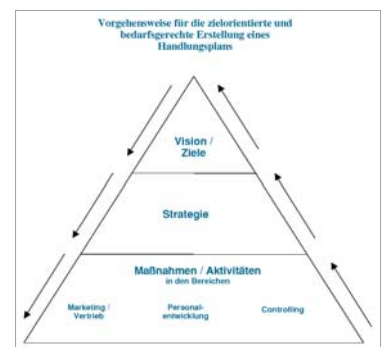 Vorgehensweise für die zielorientierte und
bedarfsgerechte Erstellung eines
Handlungsplans
Vision /
Ziele
Strategie
Maßnahmen / Aktivitäten
in den Bereichen
Marketing /
Vertrieb
Personal-
entwicklung
Controlling